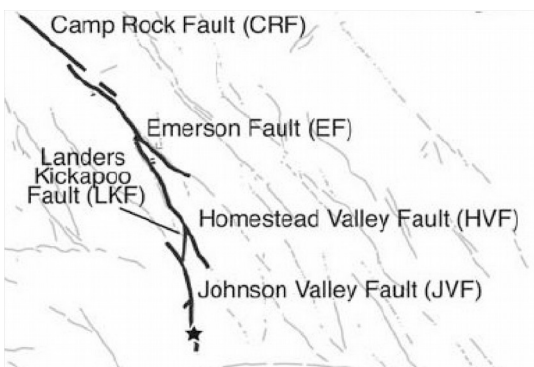 Camp Rock Fault (CRF)
Emerson Fault (EF)
Landers
Kickapoo
Fault (LKF)
Homestead Valley Fault (HVF)
Johnson Valley Fault (JVF)